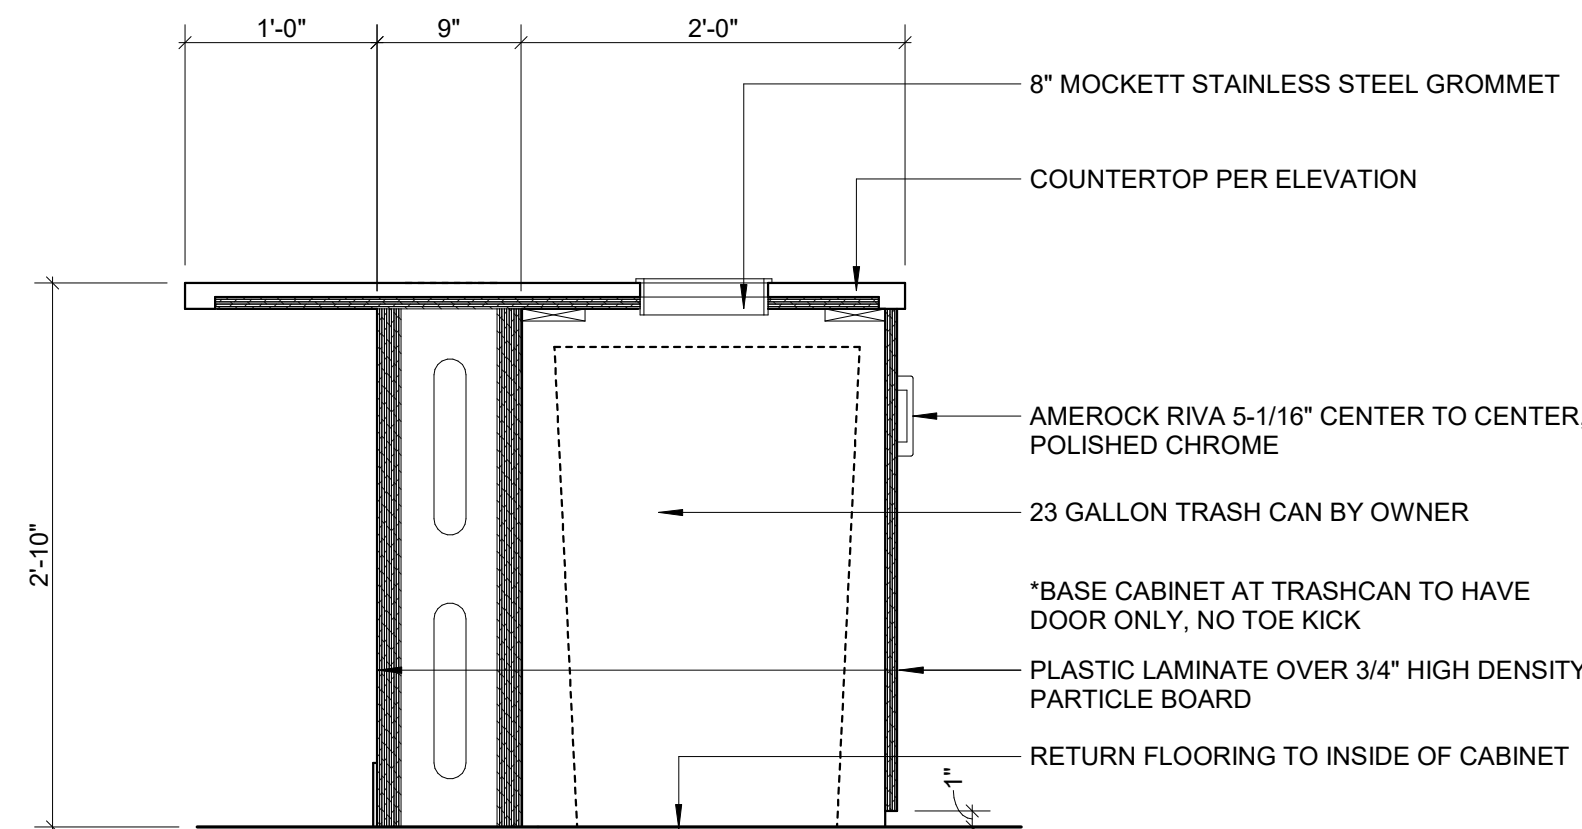 1'-0"
9"
2'-0"
8" MOCKETT STAINLESS STEEL GROMMET
COUNTERTOP PER ELEVATION
AMEROCK RIVA 5-1/16" CENTER TO CENTER,
POLISHED CHROME
2'-10"
23 GALLON TRASH CAN BY OWNER
*BASE CABINET AT TRASHCAN TO HAVE
DOOR ONLY, NO TOE KICK
PLASTIC LAMINATE OVER 3/4" HIGH DENSITY
PARTICLE BOARD
RETURN FLOORING TO INSIDE OF CABINET
1"